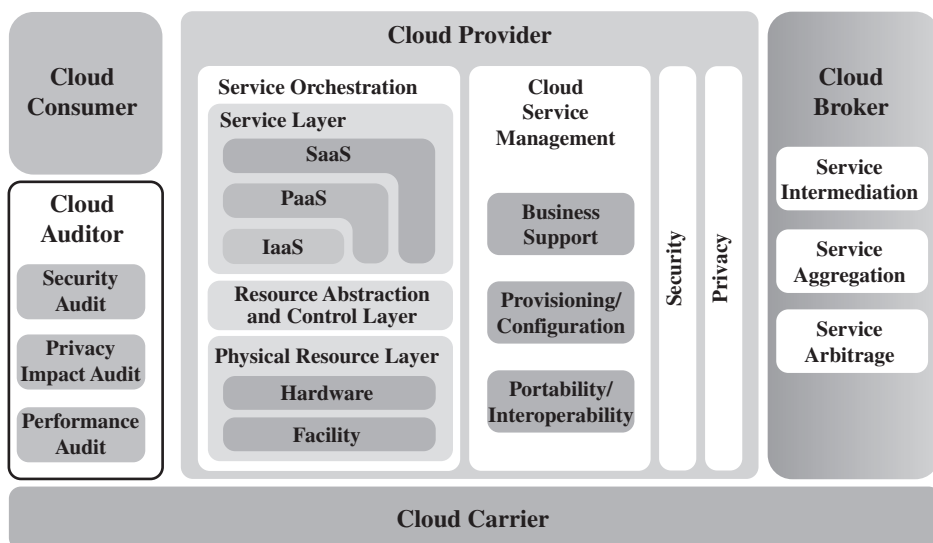 Cloud
Consumer
Cloud
Auditor
Security
Audit
Privacy
Impact Audit
Performance
Audit
Cloud Provider
Service Orchestration
Service Layer
SaaS
PaaS
IaaS
Resource Abstraction
and Control Layer
Physical Resource Layer
Hardware
Facility
Cloud
Service
Management
Business
Support
Provisioning/
Configuration
Portability/
Interoperability
Security
Privacy
Cloud
Broker
Service
Intermediation
Service
Aggregation
Service
Arbitrage
Cloud Carrier